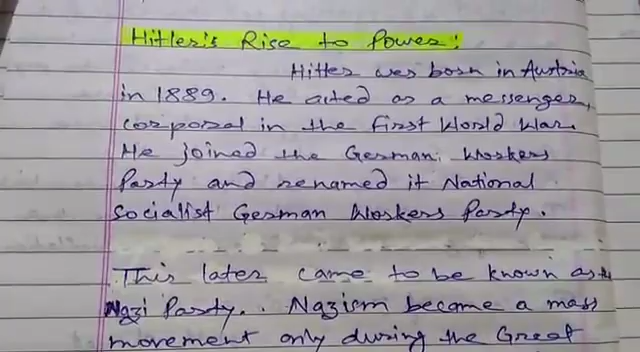 Hitler's Rise to Power:
Hitler was born in Austria
in 1889. He acted as a messenger,
corporal in the First World War.
He joined the German Workers
Party and renamed it National
Socialist German Workers Party.
This later came to be known as the
Nazi Party. Nazism became a mass
movement only during the Great